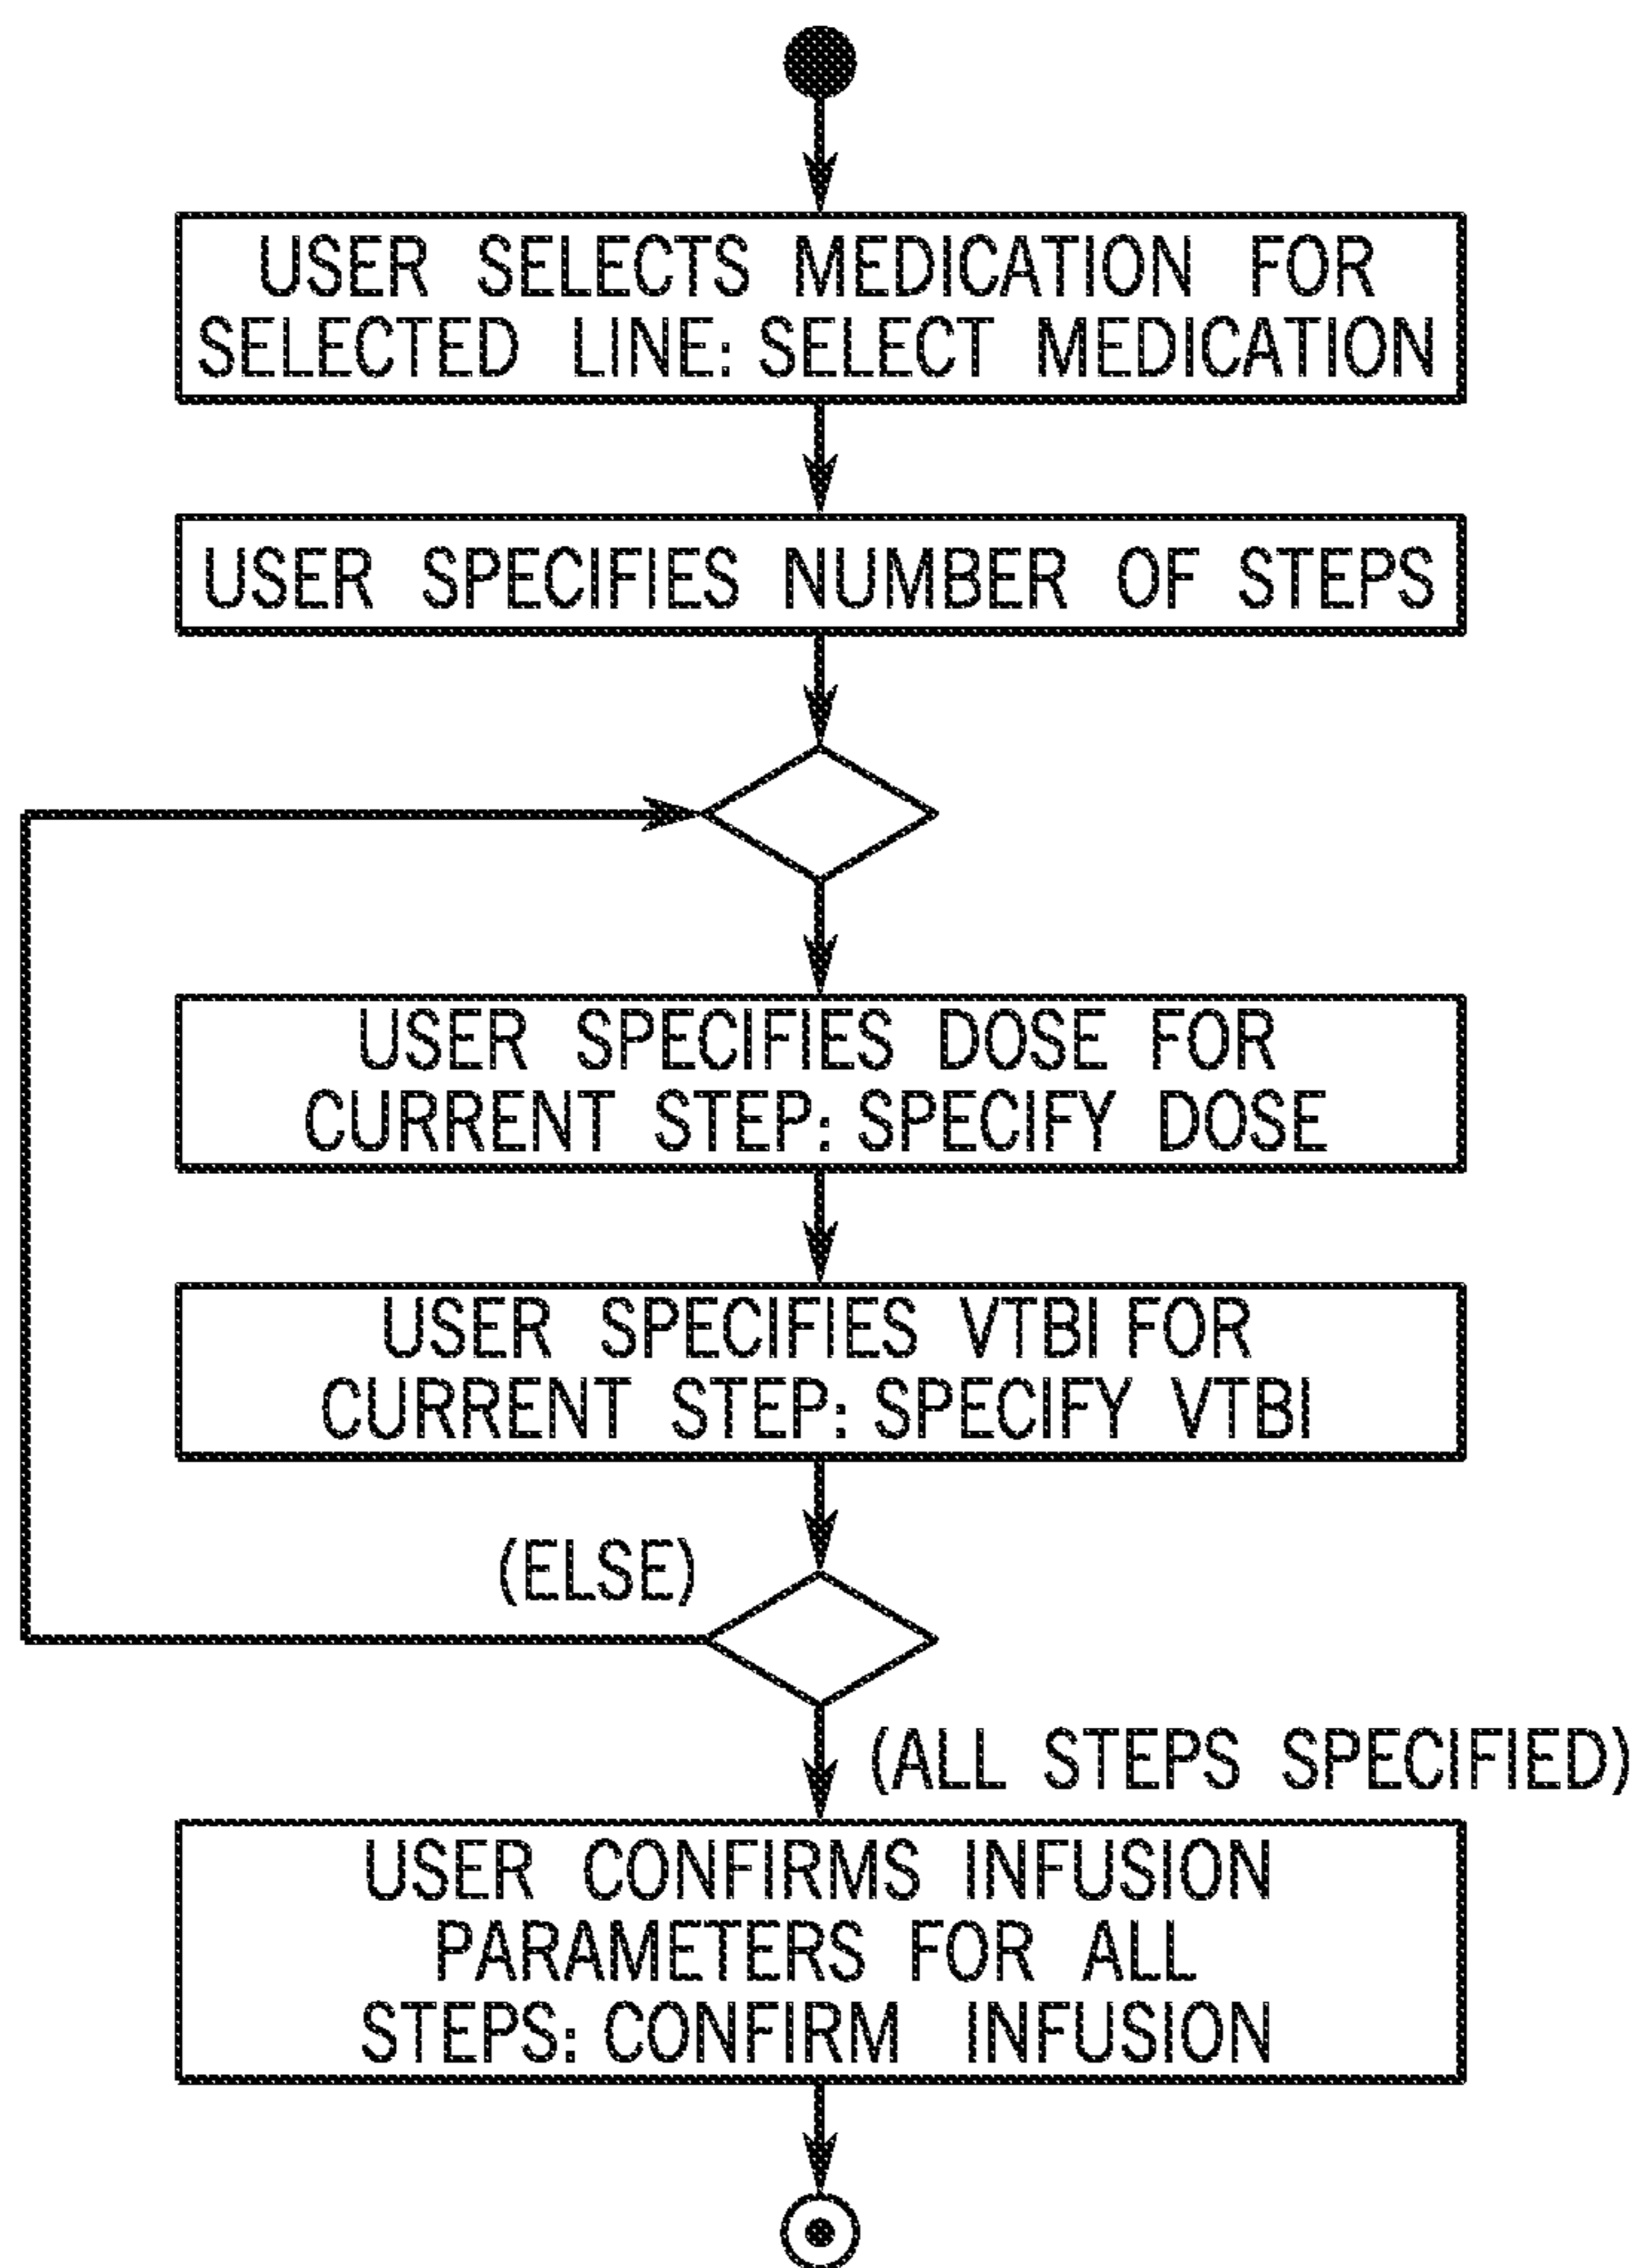 USER SELECTS MEDICATION FOR
SELECTED LINE: SELECT MEDICATION
USER SPECIFIES NUMBER OF STEPS
USER SPECIFIES DOSE FOR
CURRENT STEP: SPECIFY DOSE
USER SPECIFIES VTBI FOR
CURRENT STEP: SPECIFY VTBI
(ELSE)
(ALL STEPS SPECIFIED)
USER CONFIRMS INFUSION
PARAMETERS FOR ALL
STEPS: CONFIRM INFUSION